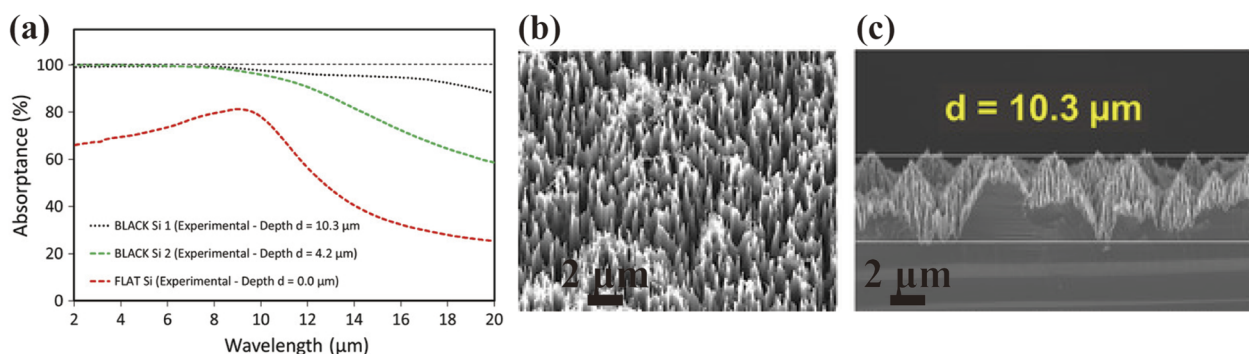 (a)
100
80
60
40
20
0
Absorptance (%)
BLACK Si 1 (Experimental - Depth d = 10.3 µm
BLACK Si 2 (Experimental - Depth d = 4.2 µm)
FLAT Si (Experimental - Depth d = 0.0 µm)
2 4 6 8 10 12 14 16 18 20
Wavelength (µm)
(b)
2 µm
(c)
d = 10.3 µm
2 µm